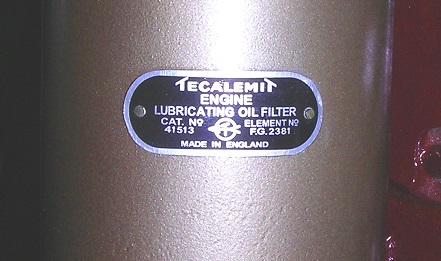 TECALEMIT
ENGINE
LUBRICATING OIL FILTER
CAT. Nº ELEMENT Nº
41513 F.G. 2381
MADE IN ENGLAND